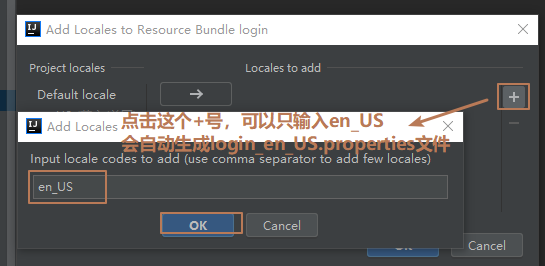 Add Locales to Resource Bundle login
Project locales
Locales to add
Default locale
点击这个+号，可以只输入en_US
会自动生成login_en_US.properties文件
Add Locales
Input locale codes to add (use comma separator to add few locales)
en_US
OK
Cancel
OK
Cancel